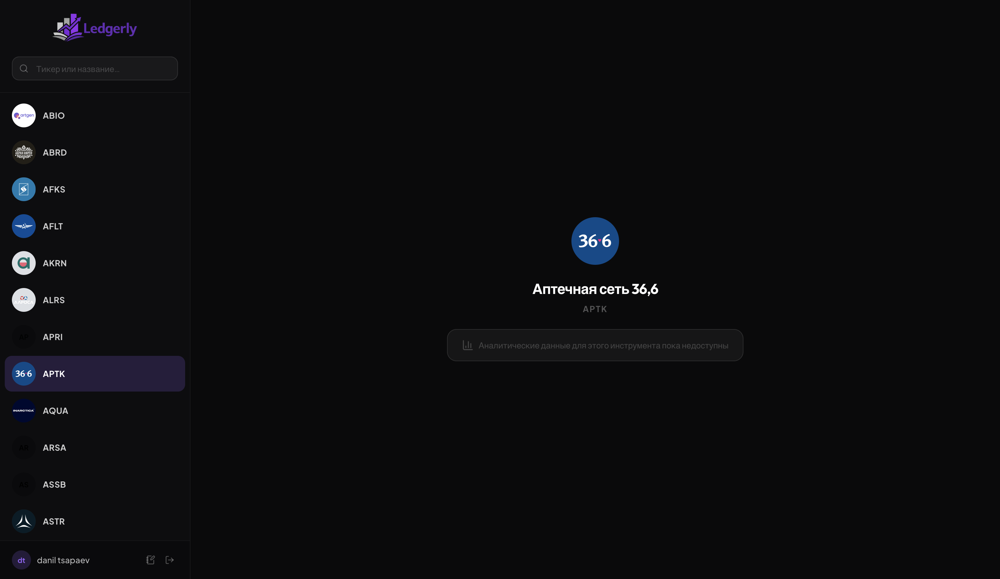 Ledgerly
Тикер или название...
artgen
ABIO
АБРАУ-ДЮРСО
ABRD
AFKS
AFLT
AKRN
АЛРОСА
ALRS
AP
APRI
36.6
APTK
INARCTICA
AQUA
AR
ARSA
AS
ASSB
ASTR
dt
danil tsapaev
36.6
Аптечная сеть 36,6
APTK
Аналитические данные для этого инструмента пока недоступны